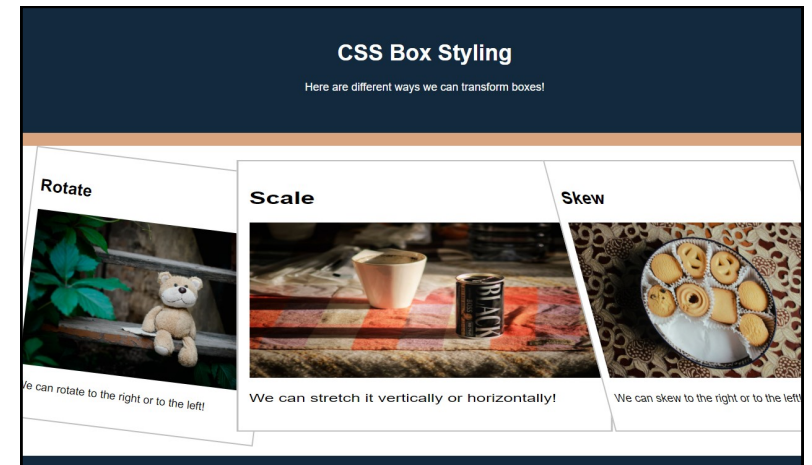 CSS Box Styling
Here are different ways we can transform boxes!
Rotate
Scale
Skew
BLACK
e can rotate to the right or to the left!
We can stretch it vertically or horizontally!
We can skew to the right or to the left!